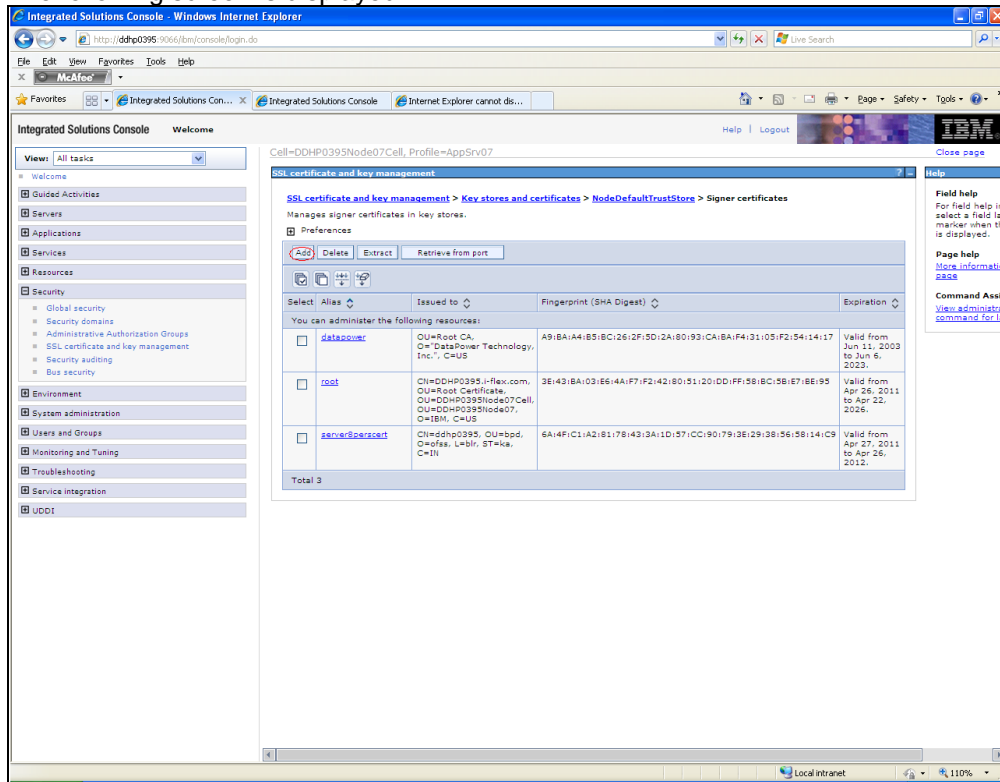 Integrated Solutions Console - Windows Internet Explorer
http://ddhp0395:9066/ibm/console/login.do
Live Search
File Edit View Favorites Tools Help
X McAfee
Favorites
Integrated Solutions Con... X
Integrated Solutions Console
Internet Explorer cannot dis...
Page Safety Tools
Integrated Solutions Console Welcome
Help | Logout
IBM.
View: All tasks
Welcome
Guided Activities
Servers
Applications
Services
Resources
Security
Global security
Security domains
Administrative Authorization Groups
SSL certificate and key management
Security auditing
Bus security
Environment
System administration
Users and Groups
Monitoring and Tuning
Troubleshooting
Service integration
UDDI
Cell=DDHP0395Node07Cell, Profile=AppSrv07
Close page
SSL certificate and key management
? -
SSL certificate and key management > Key stores and certificates > NodeDefaultTrustStore > Signer certificates
Manages signer certificates in key stores.
Preferences
Add Delete Extract Retrieve from port
Select Alias Issued to Fingerprint (SHA Digest) Expiration
You can administer the following resources:
datapower
OU=Root CA,
O="DataPower Technology,
Inc.", C=US
A9:BA:A4:B5:BC:26:2F:5D:2A:80:93:CA:BA:F4:31:05:F2:54:14:17
Valid from
Jun 11, 2003
to Jun 6,
2023.
root
CN=DDHP0395.i-flex.com,
OU=Root Certificate,
OU=DDHP0395Node07Cell,
OU=DDHP0395Node07,
O=IBM, C=US
3E:43:BA:03:E6:4A:F7:F2:42:80:51:20:DD:FF:58:BC:5B:E7:BE:95
Valid from
Apr 26, 2011
to Apr 22,
2026.
server8perscert
CN=ddhp0395, OU=bpd,
O=ofss, L=blr, ST=ka,
C=IN
6A:4F:C1:A2:81:78:43:3A:1D:57:CC:90:79:3E:29:38:56:58:14:C9
Valid from
Apr 27, 2011
to Apr 26,
2012.
Total 3
Help
Field help
For field help
select a field
marker when
is displayed.
Page help
More
page
Command
View
command for
Local intranet
110%